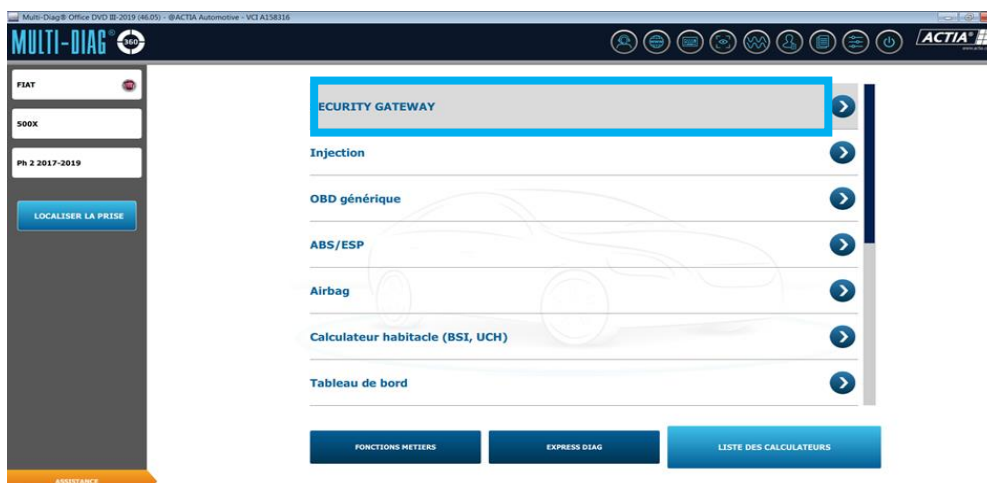 Multi-Diag® Office DVD III-2019 (46.05) - @ACTIA Automotive - VCI A158316
MULTI-DIAG® 360
ACTIA®
FIAT
500X
Ph 2 2017-2019
LOCALISER LA PRISE
ECURITY GATEWAY
Injection
OBD générique
ABS/ESP
Airbag
Calculateur habitacle (BSI, UCH)
Tableau de bord
FONCTIONS METIERS
EXPRESS DIAG
LISTE DES CALCULATEURS
ASSISTANCE